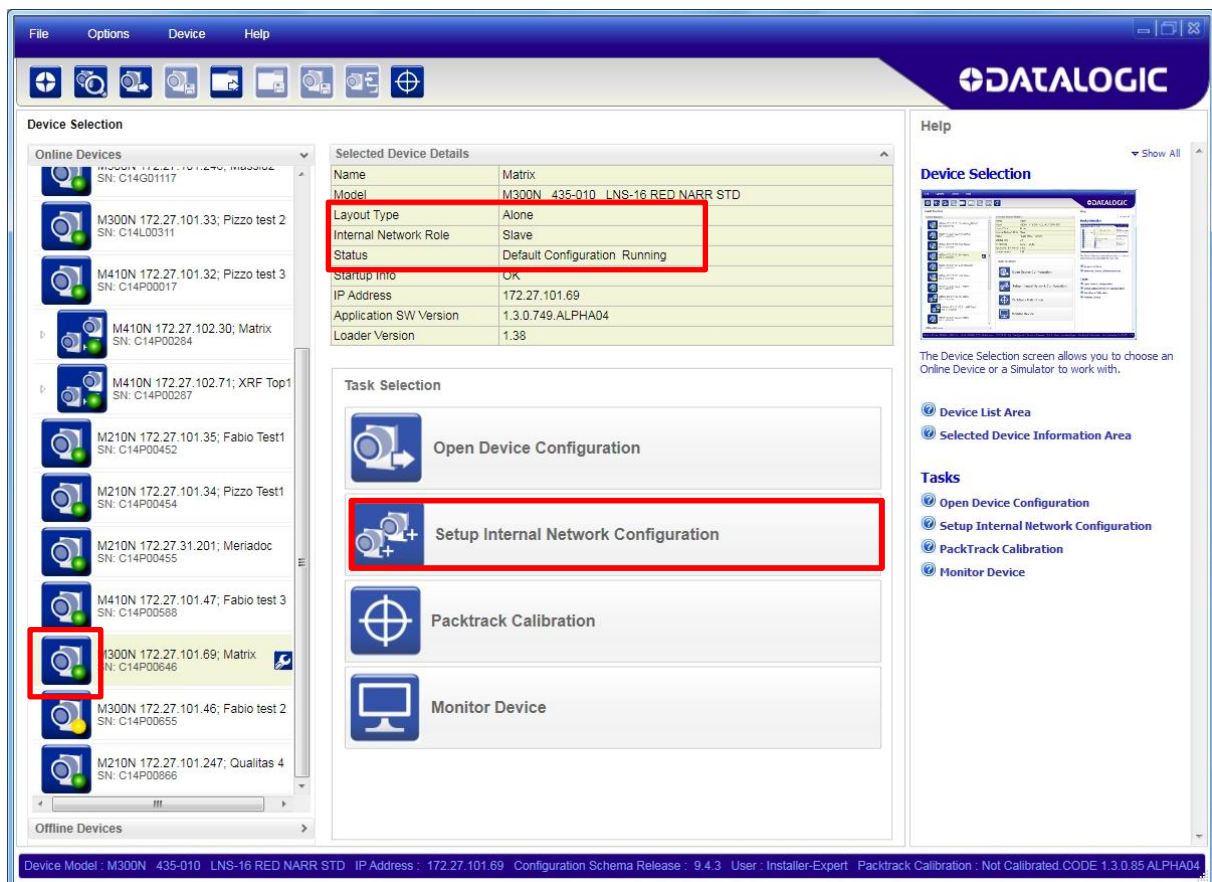 File Options Device Help
DATALOGIC
Device Selection
Online Devices
SN: C14G01117
M300N 172.27.101.33; Pizzo test 2
SN: C14L00311
M410N 172.27.101.32; Pizzo test 3
SN: C14P00017
M410N 172.27.102.30; Matrix
SN: C14P00284
M410N 172.27.102.71; XRF Top1
SN: C14P00287
M210N 172.27.101.35; Fabio Test1
SN: C14P00452
M210N 172.27.101.34; Pizzo Test1
SN: C14P00454
M210N 172.27.31.201; Meriadoc
SN: C14P00455
M410N 172.27.101.47; Fabio test 3
SN: C14P00588
M300N 172.27.101.69; Matrix
SN: C14P00646
M300N 172.27.101.46; Fabio test 2
SN: C14P00655
M210N 172.27.101.247; Qualitas 4
SN: C14P00866
Offline Devices
Selected Device Details
Name Matrix
Model M300N 435-010 LNS-16 RED NARR STD
Layout Type Alone
Internal Network Role Slave
Status Default Configuration Running
Startup Info OK
IP Address 172.27.101.69
Application SW Version 1.3.0.749.ALPHA04
Loader Version 1.38
Task Selection
Open Device Configuration
Setup Internal Network Configuration
Packtrack Calibration
Monitor Device
Help
Show All
Device Selection
The Device Selection screen allows you to choose an
Online Device or a Simulator to work with.
Device List Area
Selected Device Information Area
Tasks
Open Device Configuration
Setup Internal Network Configuration
PackTrack Calibration
Monitor Device
Device Model : M300N 435-010 LNS-16 RED NARR STD IP Address : 172.27.101.69 Configuration Schema Release : 9.4.3 User : Installer-Expert Packtrack Calibration : Not Calibrated.CODE 1.3.0.85 ALPHA04